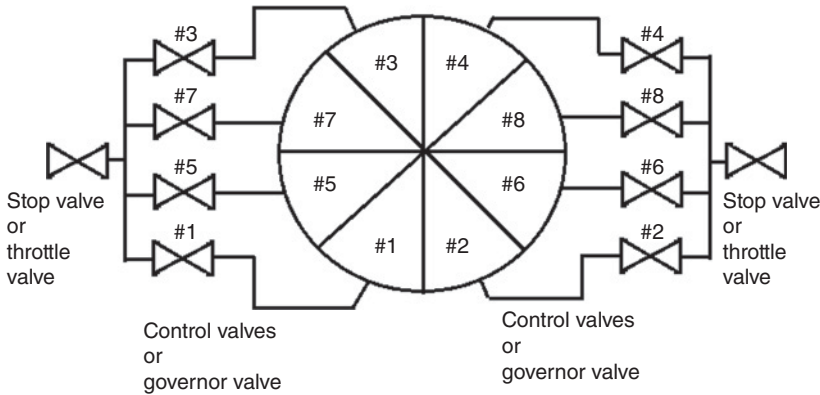 #3
#7
#5
#1
Stop valve
or
throttle
valve
Control valves
or
governor valve
#3
#4
#7
#8
#5
#6
#1
#2
#4
#8
#6
#2
Stop valve
or
throttle
valve
Control valves
or
governor valve